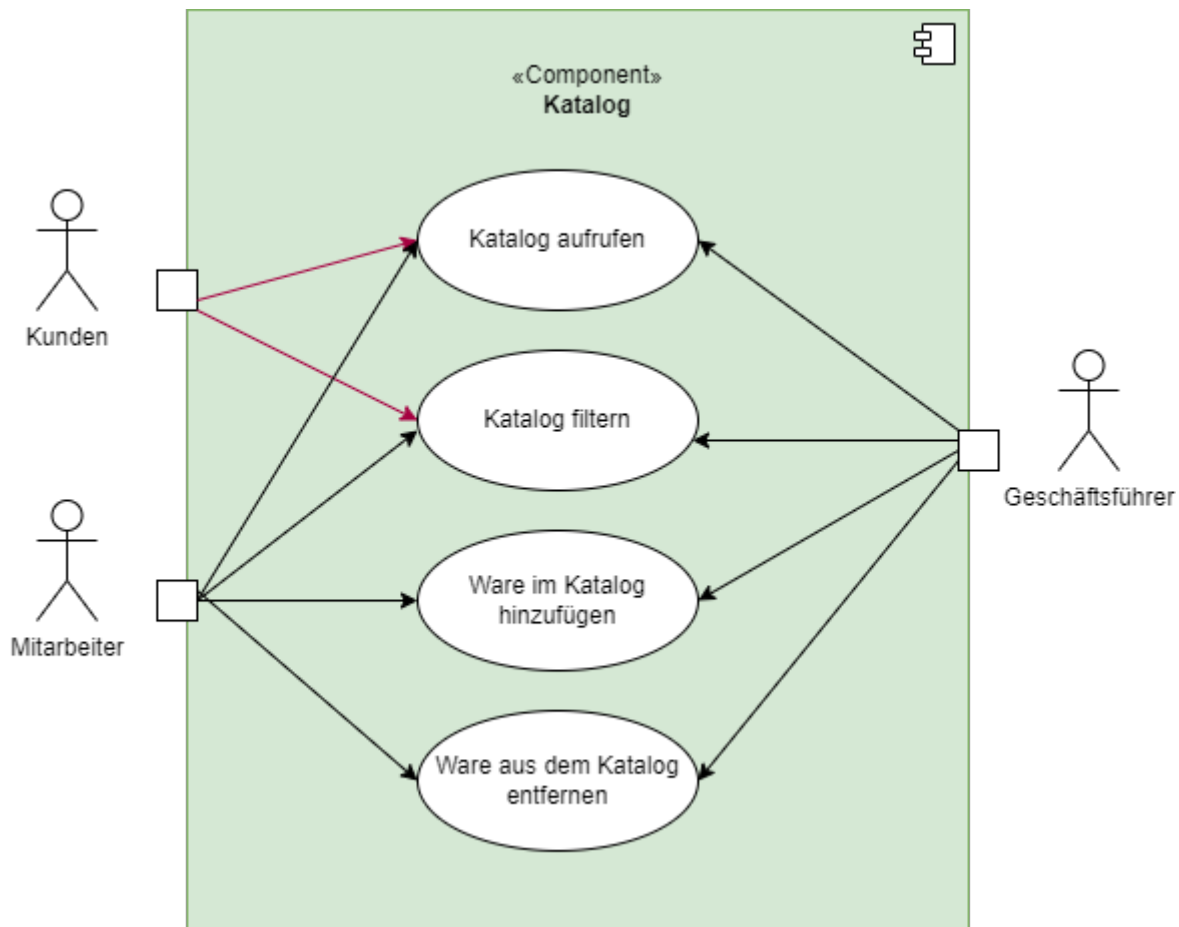 «Component»
Katalog
Katalog aufrufen
Kunden
Katalog filtern
Geschäftsführer
Ware im Katalog
hinzufügen
Mitarbeiter
Ware aus dem Katalog
entfernen